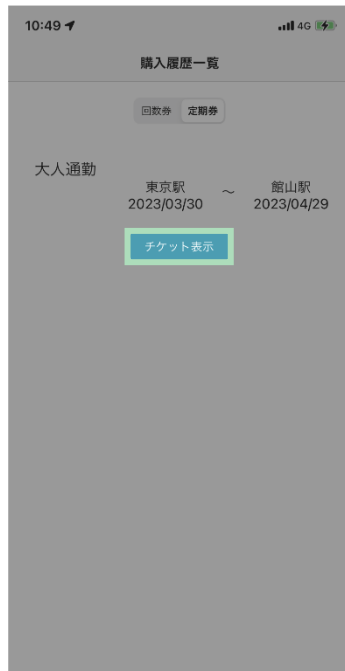 10:49 4G
購入履歴一覧
回数券 定期券
大人通勤
東京駅 ～ 館山駅
2023/03/30 2023/04/29
チケット表示